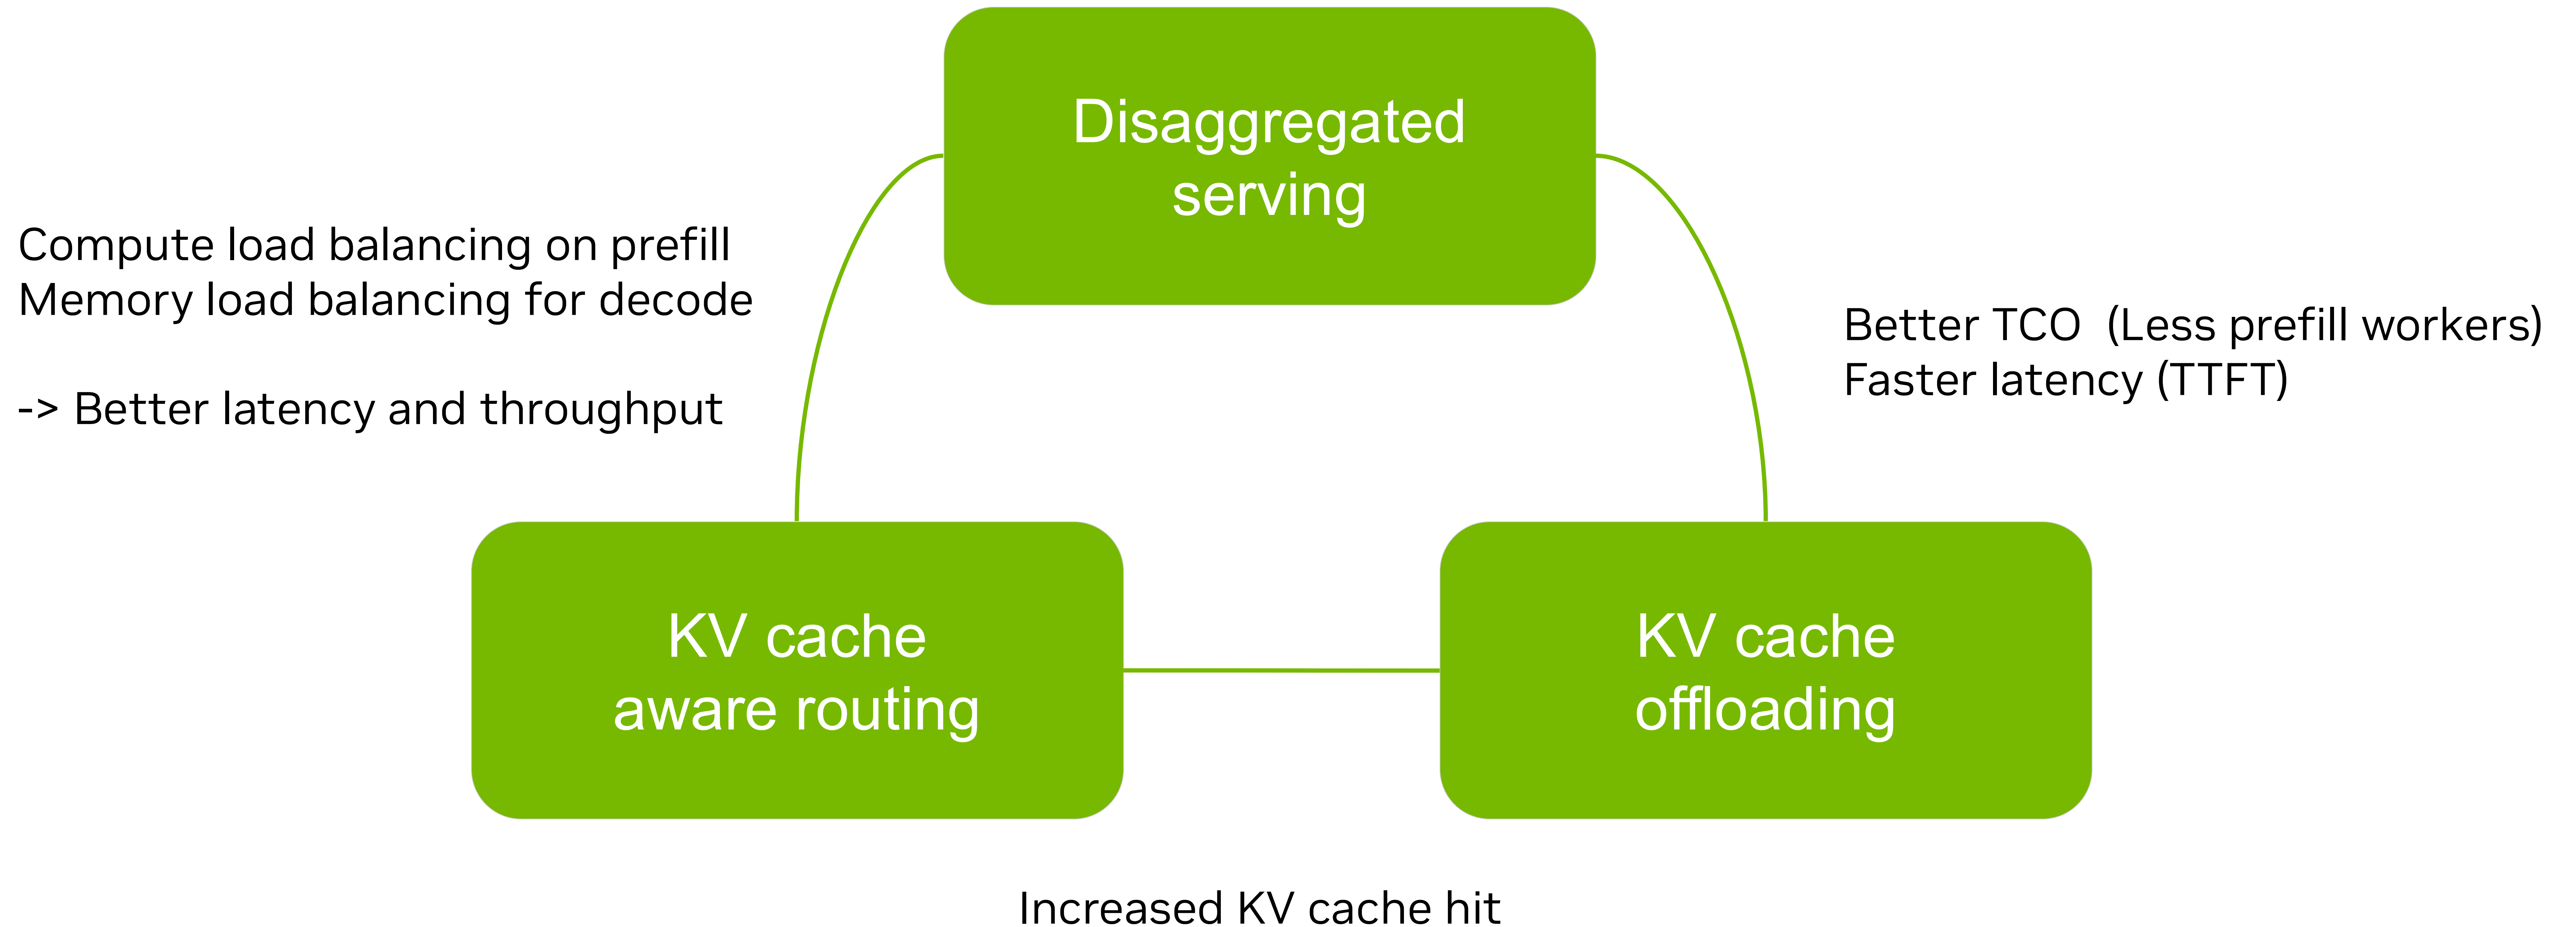 Disaggregated
serving
Compute load balancing on prefill
Memory load balancing for decode
-> Better latency and throughput
Better TCO  (Less prefill workers)
Faster latency (TTFT)
KV cache
aware routing
KV cache
offloading
Increased KV cache hit